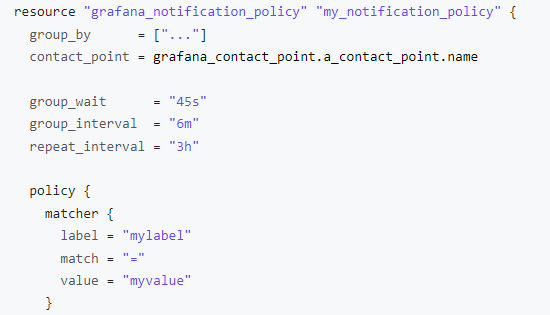 resource "grafana_notification_policy" "my_notification_policy" {
  group_by      = ["..."]
  contact_point = grafana_contact_point.a_contact_point.name

  group_wait      = "45s"
  group_interval  = "6m"
  repeat_interval = "3h"

  policy {
    matcher {
      label = "mylabel"
      match = "="
      value = "myvalue"
    }